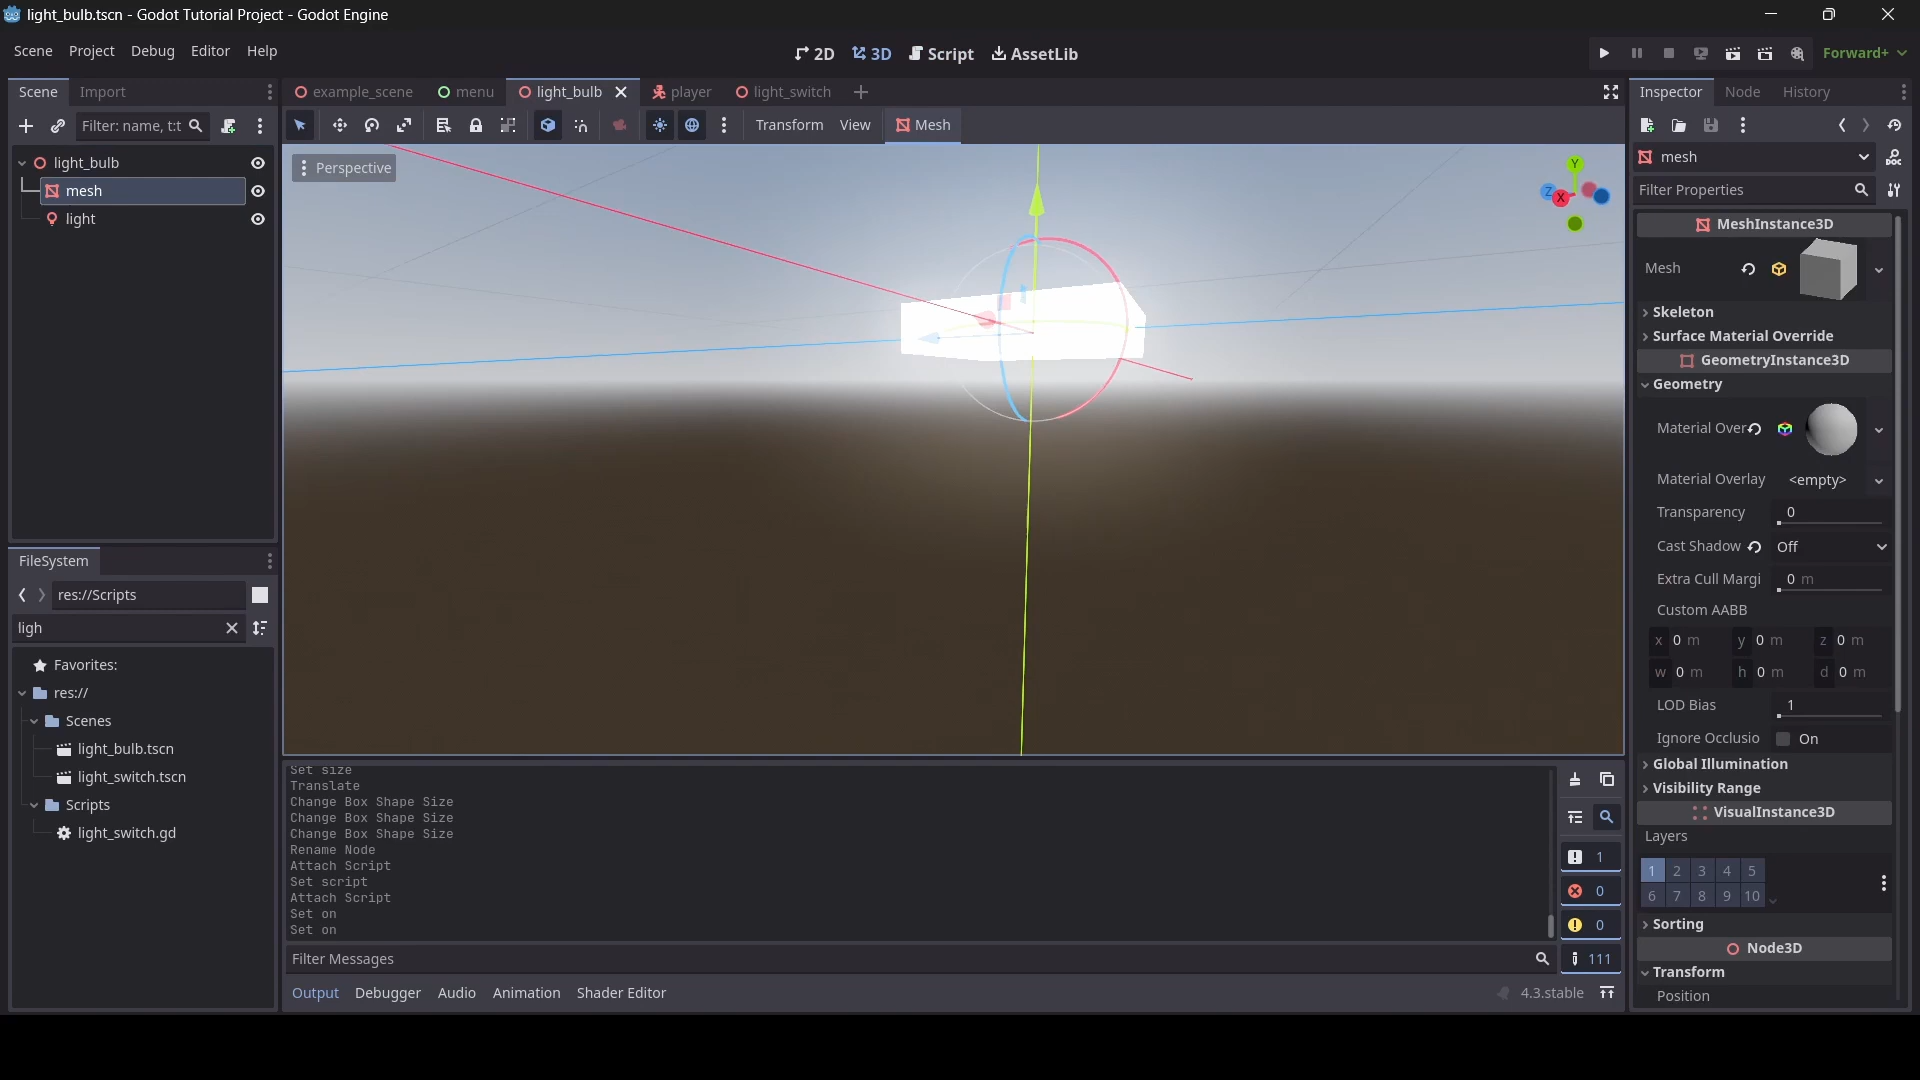 light_bulb.tscn - Godot Tutorial Project - Godot Engine
Scene Project Debug Editor Help
2D 3D Script AssetLib
Forward+
Scene Import
Filter: name, t:t
light_bulb
mesh
light
FileSystem
res://Scripts
ligh
Favorites:
res://
Scenes
light_bulb.tscn
light_switch.tscn
Scripts
light_switch.gd
example_scene menu light_bulb player light_switch
Transform View Mesh
Perspective
Y
Z X
Set size
Translate
Change Box Shape Size
Change Box Shape Size
Change Box Shape Size
Rename Node
Attach Script
Set script
Attach Script
Set on
Set on
1
0
0
111
Filter Messages
Output Debugger Audio Animation Shader Editor
4.3.stable
Inspector Node History
mesh
DOC
Filter Properties
MeshInstance3D
Mesh
Skeleton
Surface Material Override
GeometryInstance3D
Geometry
Material Over
Material Overlay <empty>
Transparency 0
Cast Shadow Off
Extra Cull Margi 0 m
Custom AABB
x 0 m y 0 m z 0 m
w 0 m h 0 m d 0 m
LOD Bias 1
Ignore Occlusio On
Global Illumination
Visibility Range
VisualInstance3D
Layers
1 2 3 4 5
6 7 8 9 10
Sorting
Node3D
Transform
Position